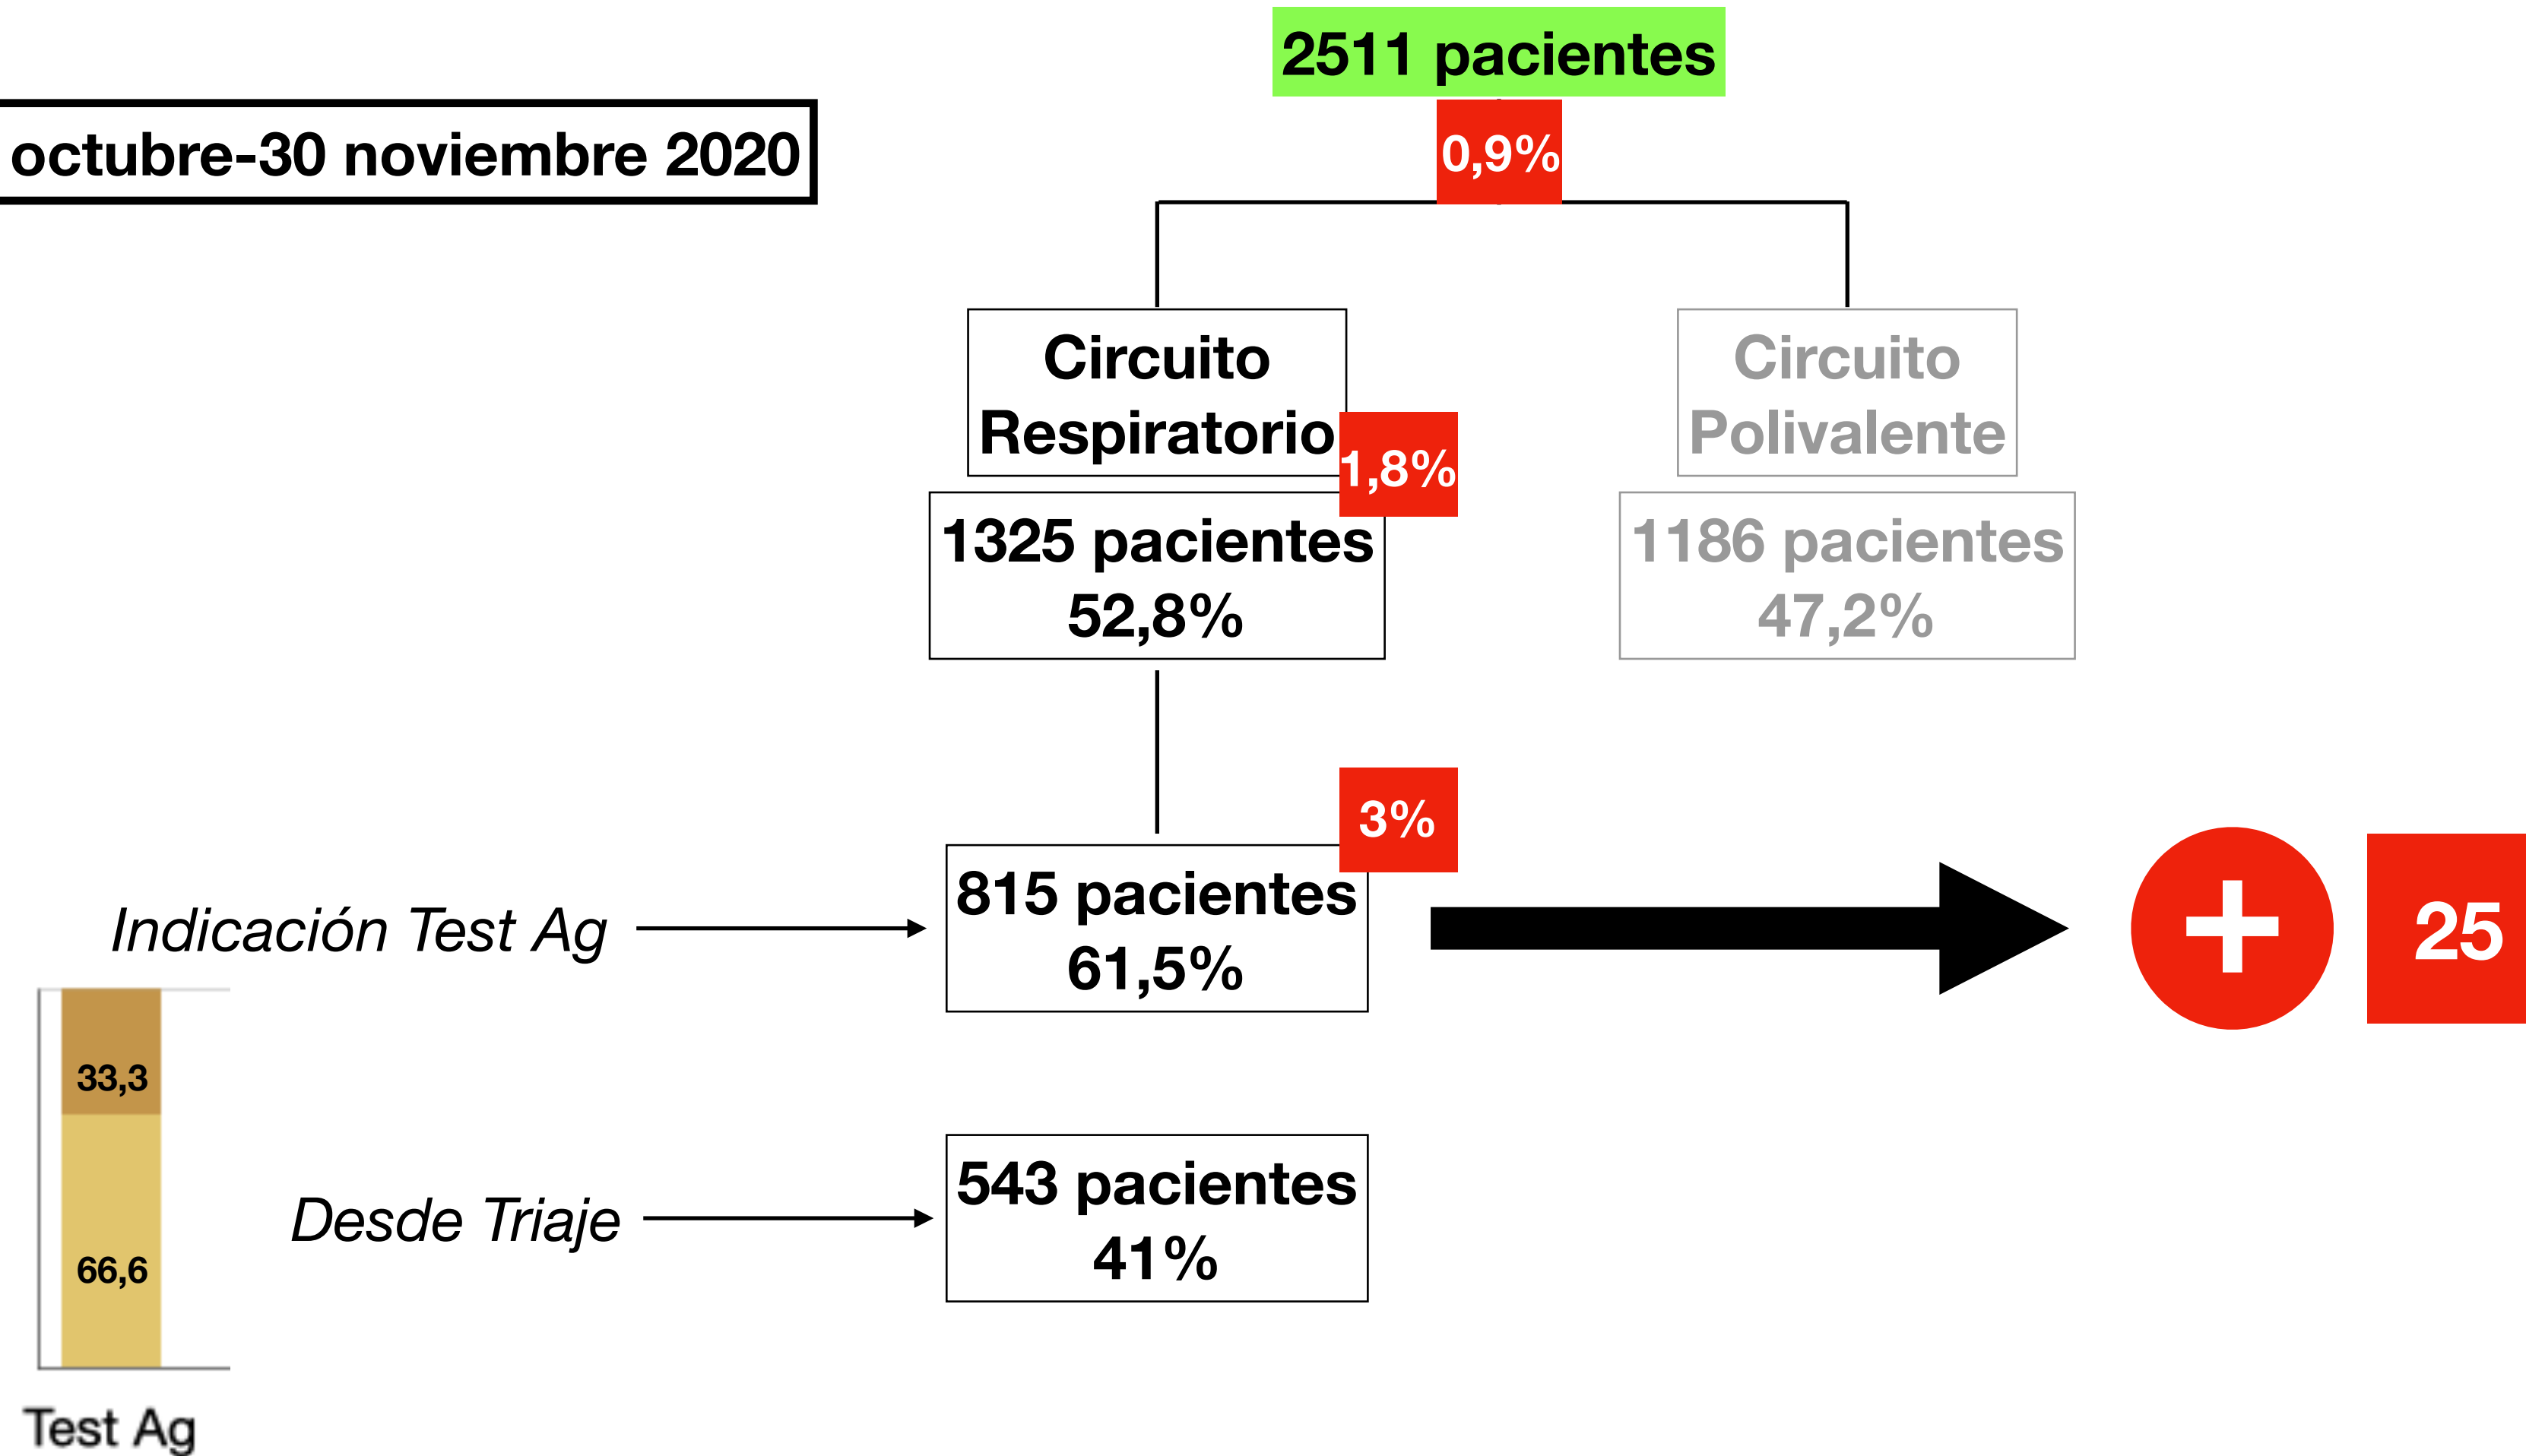 2511 pacientes
0,9%
octubre-30 noviembre 2020
Circuito
Respiratorio
1,8%
1325 pacientes
52,8%
Circuito
Polivalente
1186 pacientes
47,2%
3%
Indicación Test Ag
815 pacientes
61,5%
+
25
33,3
66,6
Test Ag
Desde Triaje
543 pacientes
41%